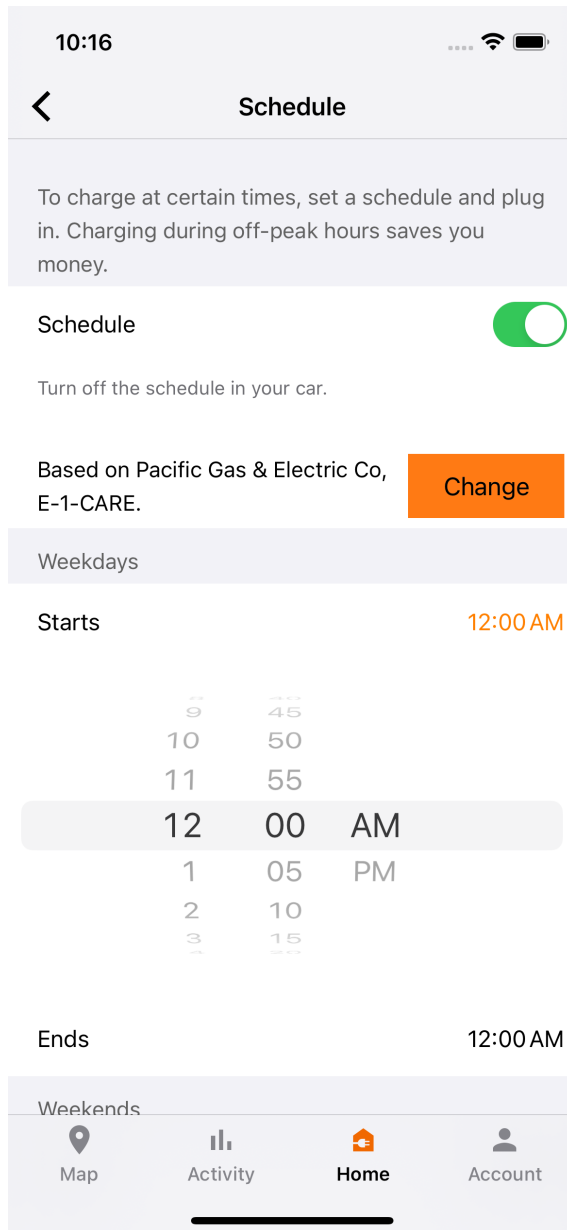 10:16
Schedule
To charge at certain times, set a schedule and plug
in. Charging during off-peak hours saves you
money.
Schedule
Turn off the schedule in your car.
Based on Pacific Gas & Electric Co,
E-1-CARE.
Change
Weekdays
Starts 12:00 AM
9 45
10 50
11 55
12 00 AM
1 05 PM
2 10
3 15
Ends 12:00 AM
Weekends
Map Activity Home Account